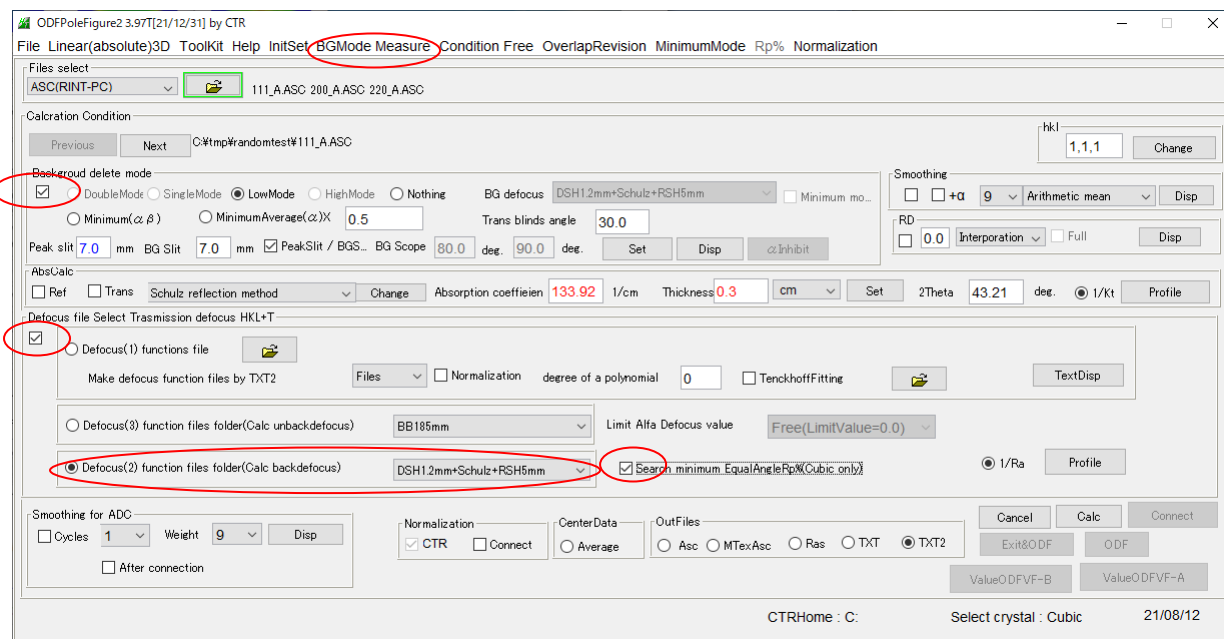 ODFPoleFigure2 3.97T[21/12/31] by CTR
File Linear(absolute)3D ToolKit Help InitSet BGMode Measure Condition Free OverlapRevision MinimumMode Rp% Normalization
Files select
ASC(RINT-PC) 111_A.ASC 200_A.ASC 220_A.ASC
Calcration Condition
Previous Next C:¥tmp¥randomtest¥111_A.ASC
hkl
1,1,1 Change
Backgroud delete mode
DoubleMode SingleMode LowMode HighMode Nothing BG defocus DSH1.2mm+Schulz+RSH5mm Minimum mo...
Minimum(αβ) MinimumAverage(α)X 0.5 Trans blinds angle 30.0
Peak slit 7.0 mm BG Slit 7.0 mm PeakSlit / BGS... BG Scope 80.0 deg. 90.0 deg. Set Disp αInhibit
Smoothing
+α 9 Arithmetic mean Disp
RD
0.0 Interporation Full Disp
AbsCalc
Ref Trans Schulz reflection method Change Absorption coeffieien 133.92 1/cm Thickness 0.3 cm Set 2Theta 43.21 deg. 1/Kt Profile
Defocus file Select Trasmission defocus HKL+T
Defocus(1) functions file
Make defocus function files by TXT2 Files Normalization degree of a polynomial 0 TenckhoffFitting TextDisp
Defocus(3) function files folder(Calc unbackdefocus) BB185mm Limit Alfa Defocus value Free(LimitValue=0.0)
Defocus(2) function files folder(Calc backdefocus) DSH1.2mm+Schulz+RSH5mm Search minimum EqualAngleRp%(Cubic only) 1/Ra Profile
Smoothing for ADC
Cycles 1 Weight 9 Disp
After connection
Normalization
CTR Connect
CenterData
Average
OutFiles
Asc MTexAsc Ras TXT TXT2
Cancel Calc Connect
Exit&ODF ODF
ValueODFVF-B ValueODFVF-A
CTRHome : C: Select crystal : Cubic 21/08/12